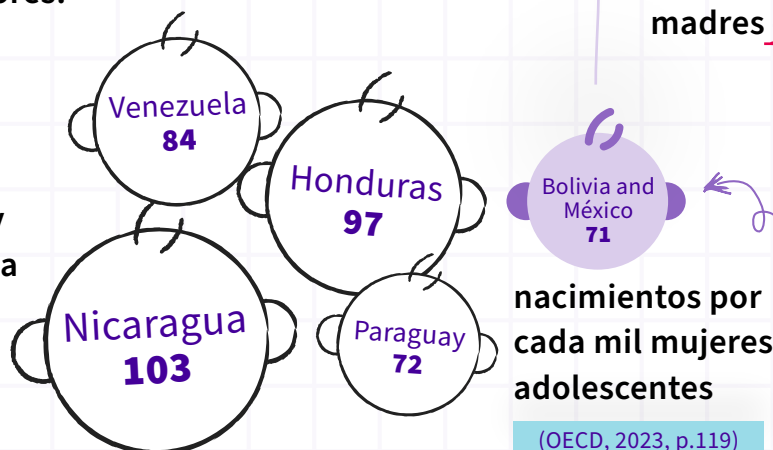 madres
Venezuela
84
Honduras
97
Bolivia and
México
71
a
Nicaragua
103
Paraguay
72
nacimientos por
cada mil mujeres
adolescentes
(OECD, 2023, p.119)